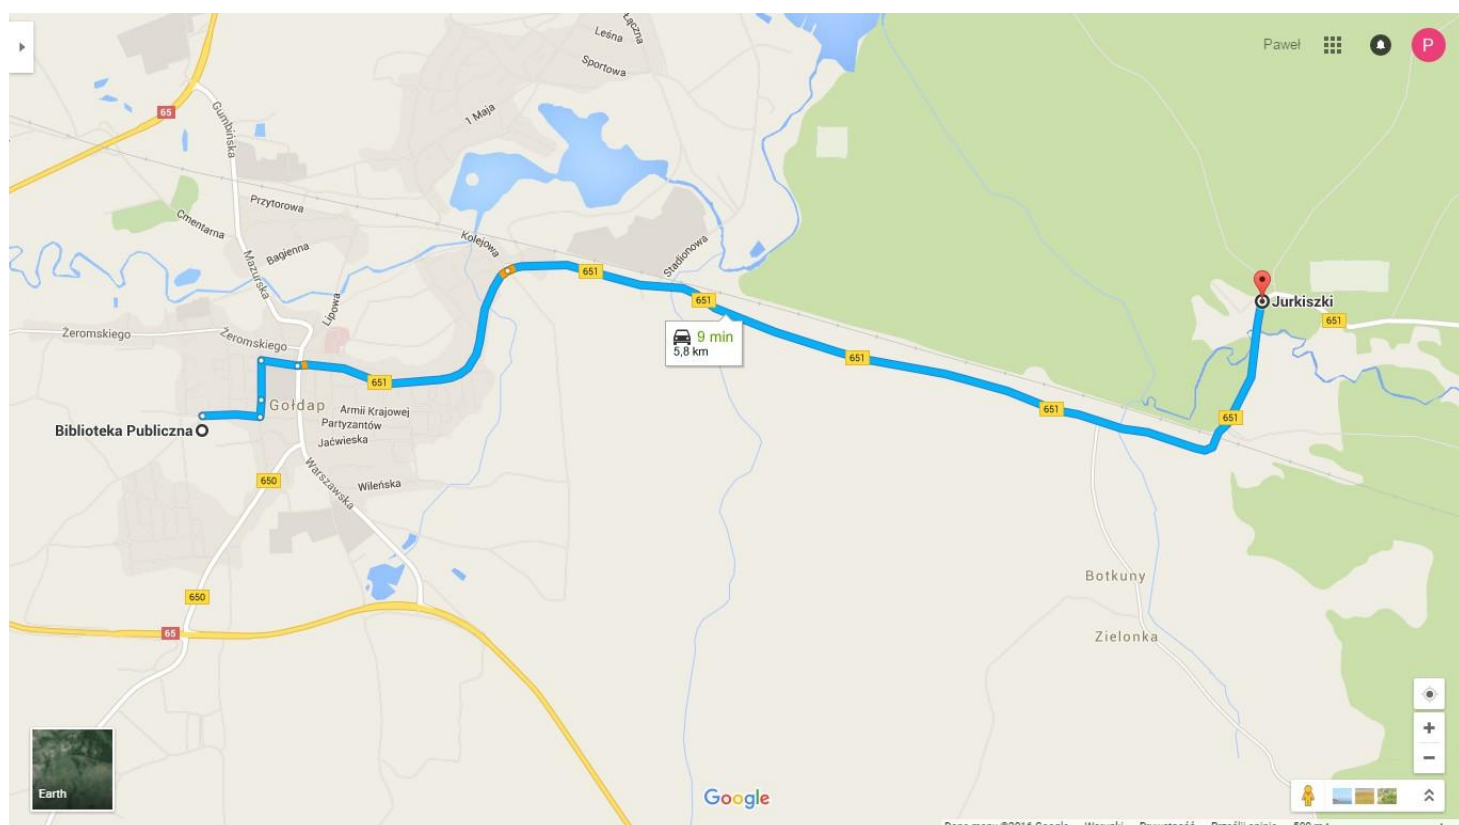 Łączna
Leśna
Sportowa
Paweł
P
65
Gumbińska
1 Maja
Przytorowa
Cmentarna
Kolejowa
Bagienna
Mazurska
Stadionowa
651
651
Lipowa
Jurkiszki
651
Żeromskiego
Żeromskiego
9 min
5,8 km
651
651
Gołdap
Armii Krajowej
651
651
Partyzantów
Biblioteka Publiczna
Jaćwieska
650
Wileńska
Warszawska
Botkuny
650
65
Zielonka
Earth
Google